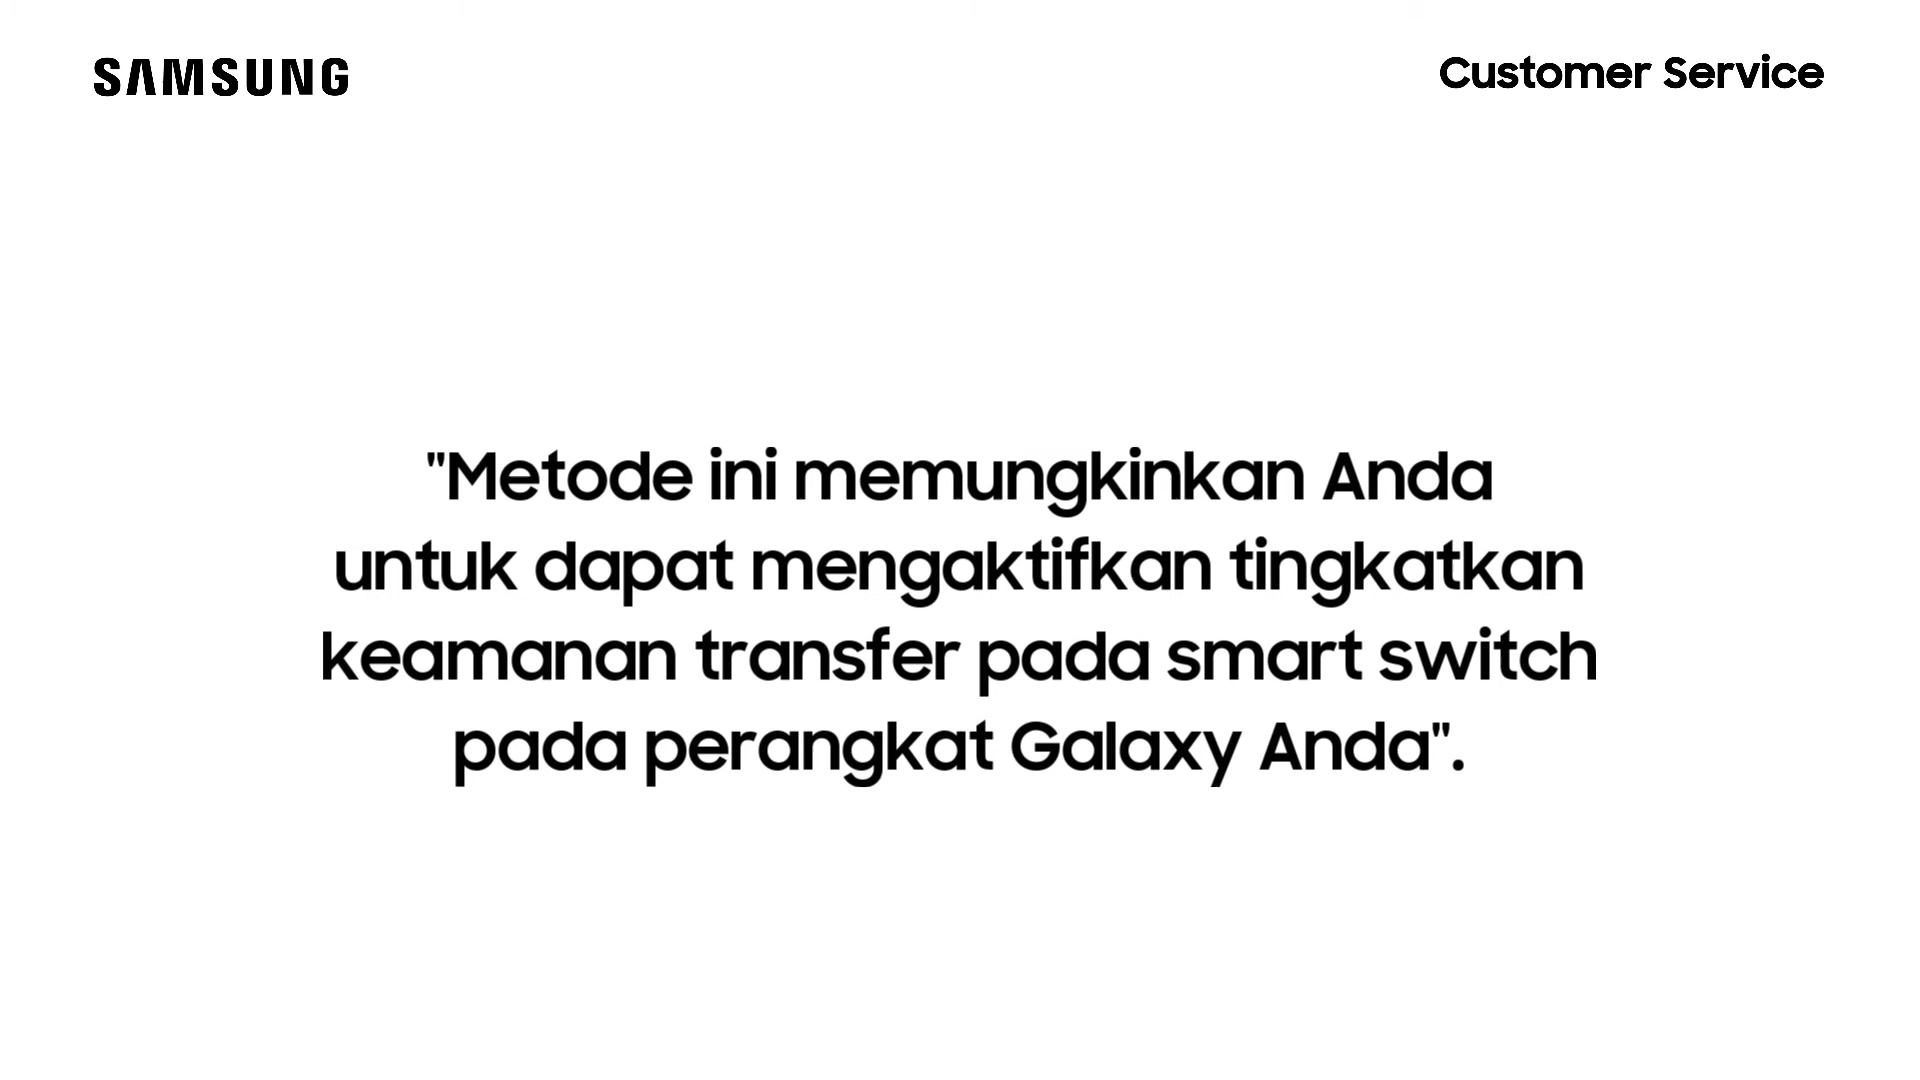 SAMSUNG
Customer Service
"Metode ini memungkinkan Anda
untuk dapat mengaktifkan tingkatkan
keamanan transfer pada smart switch
pada perangkat Galaxy Anda".